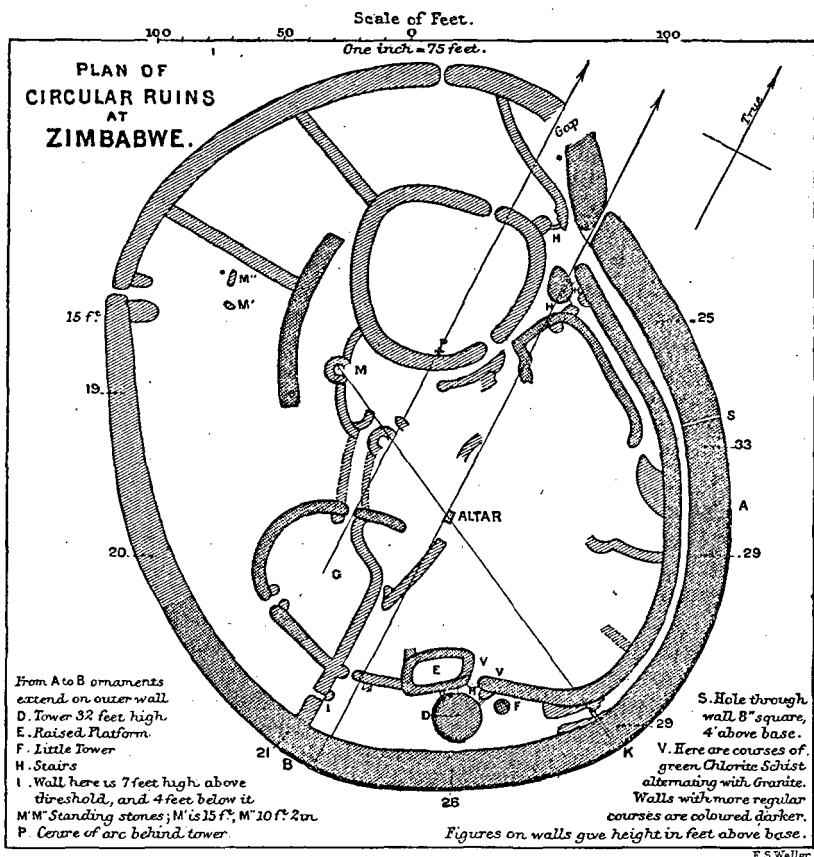 Scale of Feet.
100 50 0 100
One inch = 75 feet.
PLAN OF
CIRCULAR RUINS
AT
ZIMBABWE.
True
Gap
H
M"
M'
15 ft.
H
H
25
P
M
19
S
33
ALTAR
A
20
29
G
E
V
V
12
H
I
D
F
29
21
B
K
26
From A to B ornaments
extend on outer wall
D. Tower 32 feet high
E. Raised Platform.
F. Little Tower
H. Stairs
I. Wall here is 7 feet high above
threshold, and 4 feet below it
M'M" Standing stones; M' is 15 ft., M" 10 ft. 2 in
P. Centre of arc behind tower.
S. Hole through
wall 8" square,
4' above base.
V. Here are courses of
green Chlorite Schist
alternating with Granite.
Walls with more regular
courses are coloured darker.
Figures on walls give height in feet above base.
F.S. Weller.